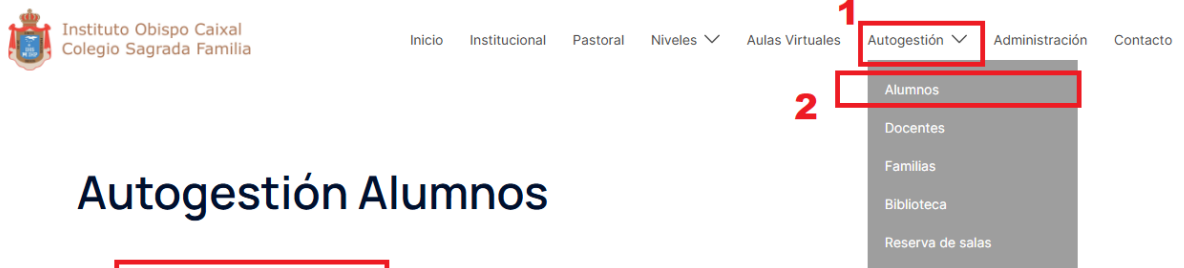 Instituto Obispo Caixal
Colegio Sagrada Familia
Inicio Institucional Pastoral Niveles Aulas Virtuales Autogestión Administración Contacto
1
2
Alumnos
Docentes
Familias
Biblioteca
Reserva de salas
Autogestión Alumnos